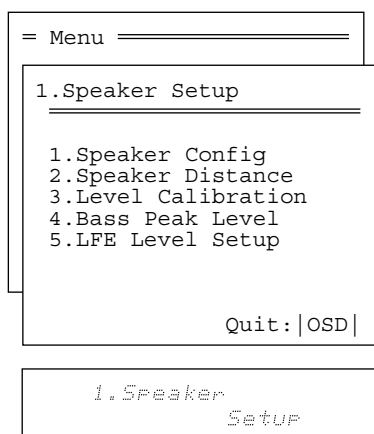 = Menu
1.Speaker Setup
1.Speaker Config
2.Speaker Distance
3.Level Calibration
4.Bass Peak Level
5.LFE Level Setup
Quit:|OSD|
1.Speaker
Setup